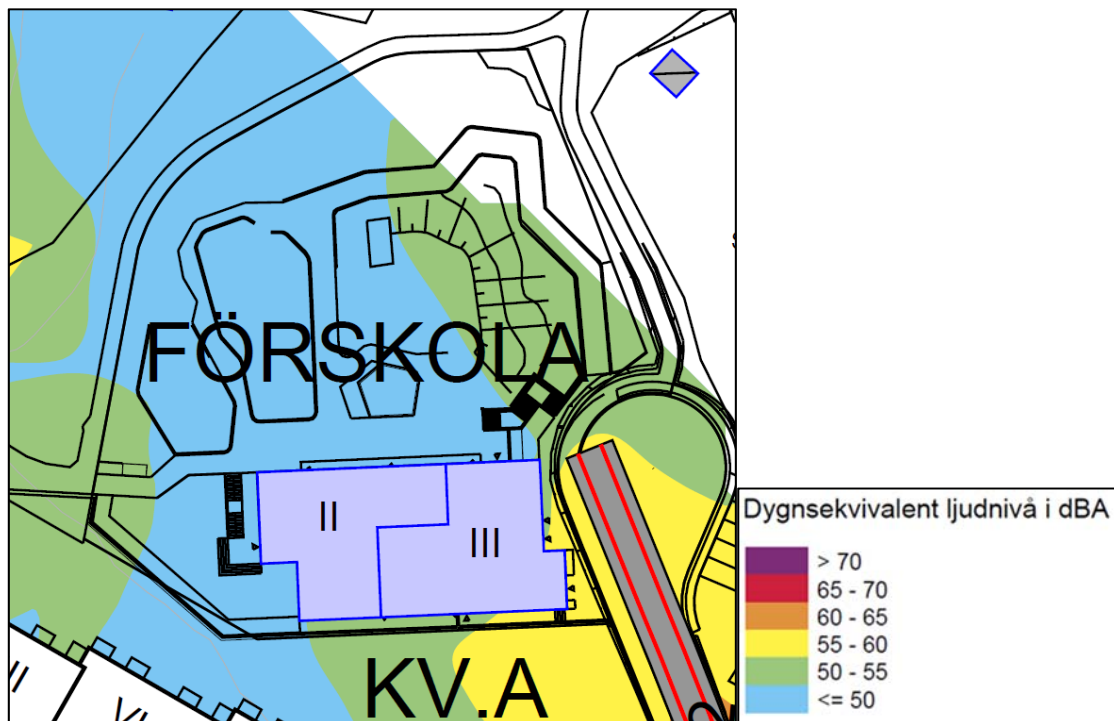 FÖRSKOLA
II
III
KV.A
Dygnsekvivalent ljudnivå i dBA
> 70
65 - 70
60 - 65
55 - 60
50 - 55
<= 50